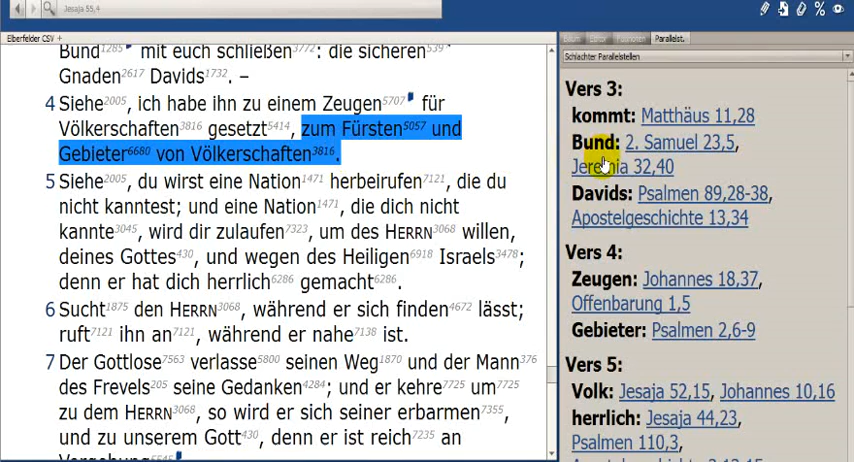 Jesaja 55,4
Elberfelder CSV +
Bund1285 mit euch schließen3772: die sicheren539
Gnaden2617 Davids1732. –
4 Siehe2005, ich habe ihn zu einem Zeugen5707 für
Völkerschaften3816 gesetzt5414, zum Fürsten5057 und
Gebieter6680 von Völkerschaften3816.
5 Siehe2005, du wirst eine Nation1471 herbeirufen7121, die du
nicht kanntest; und eine Nation1471, die dich nicht
kannte3045, wird dir zulaufen7323, um des HERRN3068 willen,
deines Gottes430, und wegen des Heiligen6918 Israels3478;
denn er hat dich herrlich6286 gemacht6286.
6 Sucht1875 den HERRN3068, während er sich finden4672 lässt;
ruft7121 ihn an7121, während er nahe7138 ist.
7 Der Gottlose7563 verlasse5800 seinen Weg1870 und der Mann376
des Frevels205 seine Gedanken4284; und er kehre7725 um7725
zu dem HERRN3068, so wird er sich seiner erbarmen7355,
und zu unserem Gott430, denn er ist reich7235 an
Vergebung5545
Parallelst.
Schlachter Parallelstellen
Vers 3:
kommt: Matthäus 11,28
Bund: 2. Samuel 23,5,
Jeremia 32,40
Davids: Psalmen 89,28-38,
Apostelgeschichte 13,34
Vers 4:
Zeugen: Johannes 18,37,
Offenbarung 1,5
Gebieter: Psalmen 2,6-9
Vers 5:
Volk: Jesaja 52,15, Johannes 10,16
herrlich: Jesaja 44,23,
Psalmen 110,3,